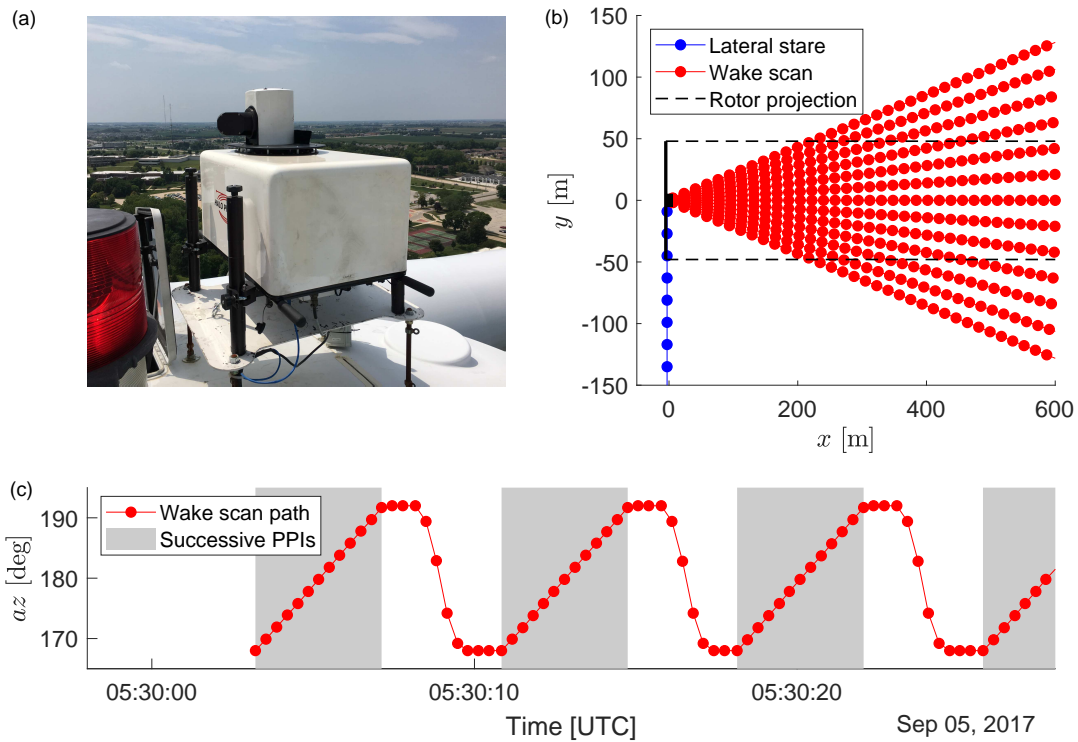 (a)
(b)
150
100
50
0
-50
-100
-150
y [m]
Lateral stare
Wake scan
Rotor projection
0
200
400
600
x [m]
(c)
190
170
az [deg]
Wake scan path
Successive PPIs
05:30:00
05:30:10
05:30:20
Time [UTC]
Sep 05, 2017